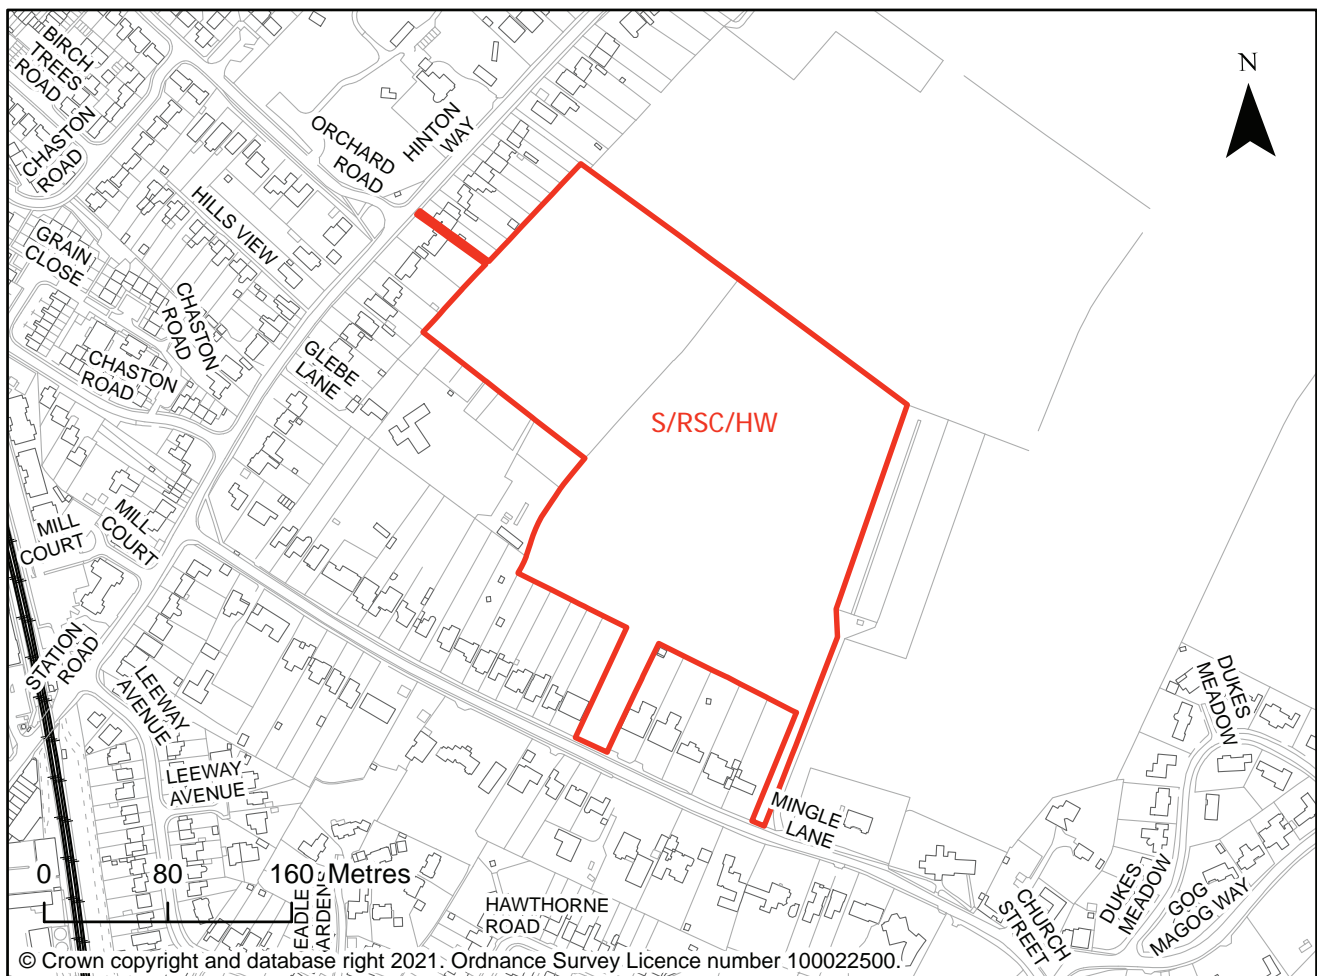 BIRCH
TREES
ROAD
CHASTON
ROAD
ORCHARD
ROAD
HINTON
WAY
N
HILLS VIEW
GRAIN
CLOSE
CHASTON
ROAD
CHASTON
ROAD
GLEBE
LANE
S/RSC/HW
MILL
COURT
MILL
COURT
STATION
ROAD
LEEWAY
AVENUE
LEEWAY
AVENUE
DUKES
MEADOW
MINGLE
LANE
0 80 160 Metres
EADLE
ARDENS
HAWTHORNE
ROAD
CHURCH
STREET
DUKES
MEADOW
GOG
MAGOG WAY
© Crown copyright and database right 2021. Ordnance Survey Licence number 100022500.